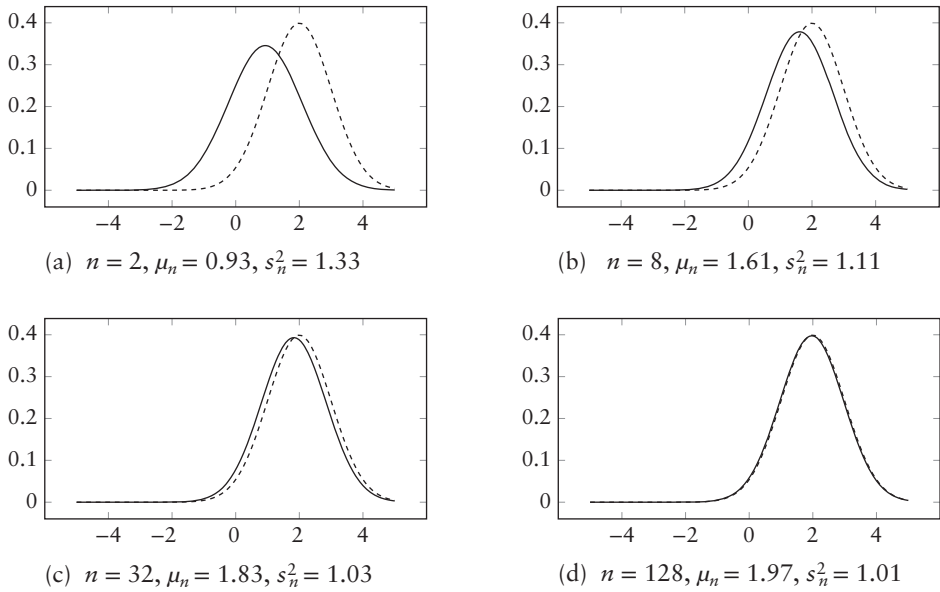 0.4
0.3
0.2
0.1
0
−4 −2 0 2 4
(a) n = 2, μn = 0.93, s²n = 1.33
0.4
0.3
0.2
0.1
0
−4 −2 0 2 4
(b) n = 8, μn = 1.61, s²n = 1.11
0.4
0.3
0.2
0.1
0
−4 −2 0 2 4
(c) n = 32, μn = 1.83, s²n = 1.03
0.4
0.3
0.2
0.1
0
−4 −2 0 2 4
(d) n = 128, μn = 1.97, s²n = 1.01